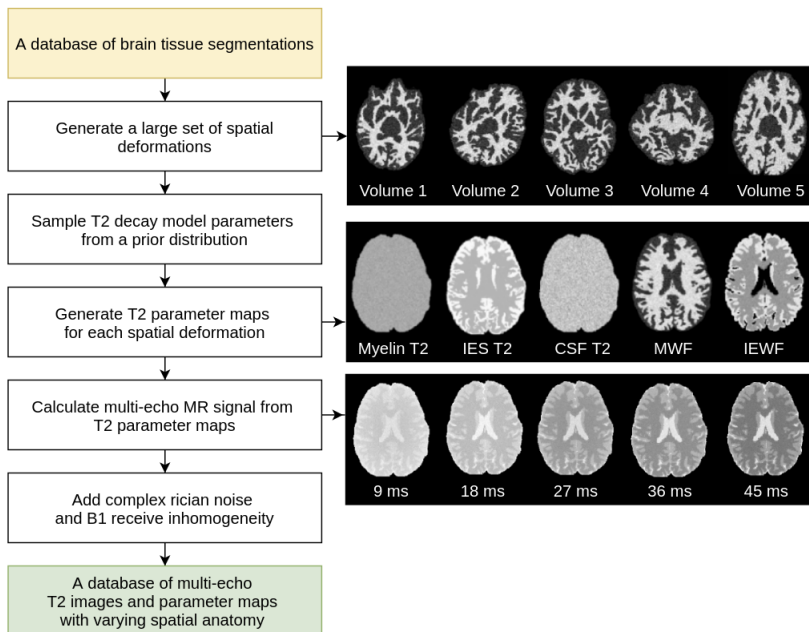 A database of brain tissue segmentations
Generate a large set of spatial
deformations
Volume 1
Volume 2
Volume 3
Volume 4
Volume 5
Sample T2 decay model parameters
from a prior distribution
Generate T2 parameter maps
for each spatial deformation
Myelin T2
IES T2
CSF T2
MWF
IEWF
Calculate multi-echo MR signal from
T2 parameter maps
9 ms
18 ms
27 ms
36 ms
45 ms
Add complex rician noise
and B1 receive inhomogeneity
A database of multi-echo
T2 images and parameter maps
with varying spatial anatomy